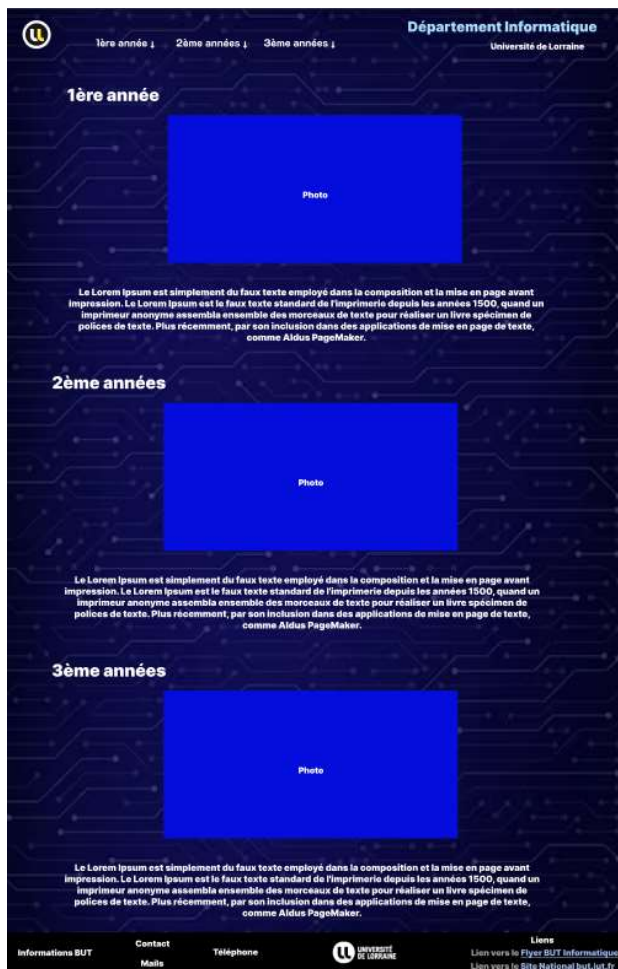 1ère année ↓ 2ème années ↓ 3ème années ↓
Département Informatique
Université de Lorraine
1ère année
Photo
Le Lorem Ipsum est simplement du faux texte employé dans la composition et la mise en page avant
impression. Le Lorem Ipsum est le faux texte standard de l'imprimerie depuis les années 1500, quand un
imprimeur anonyme assembla ensemble des morceaux de texte pour réaliser un livre spécimen de
polices de texte. Plus récemment, par son inclusion dans des applications de mise en page de texte,
comme Aldus PageMaker.
2ème années
Photo
Le Lorem Ipsum est simplement du faux texte employé dans la composition et la mise en page avant
impression. Le Lorem Ipsum est le faux texte standard de l'imprimerie depuis les années 1500, quand un
imprimeur anonyme assembla ensemble des morceaux de texte pour réaliser un livre spécimen de
polices de texte. Plus récemment, par son inclusion dans des applications de mise en page de texte,
comme Aldus PageMaker.
3ème années
Photo
Le Lorem Ipsum est simplement du faux texte employé dans la composition et la mise en page avant
impression. Le Lorem Ipsum est le faux texte standard de l'imprimerie depuis les années 1500, quand un
imprimeur anonyme assembla ensemble des morceaux de texte pour réaliser un livre spécimen de
polices de texte. Plus récemment, par son inclusion dans des applications de mise en page de texte,
comme Aldus PageMaker.
Informations BUT
Contact
Mails
Téléphone
UNIVERSITÉ
DE LORRAINE
Liens
Lien vers le Flyer BUT Informatique
Lien vers le Site National but.iut.fr